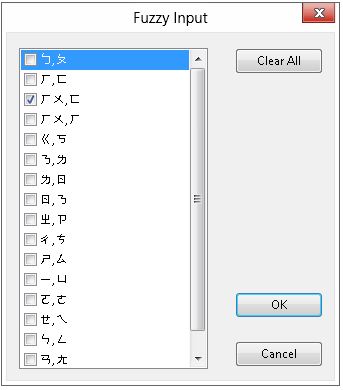 Fuzzy Input
Clear All
ㄅ,ㄆ
ㄏ,ㄈ
ㄏㄨ,ㄈ
ㄏㄨ,ㄏ
ㄍ,ㄎ
ㄋ,ㄌ
ㄌ,ㄖ
ㄖ,ㄋ
ㄓ,ㄗ
ㄔ,ㄘ
ㄕ,ㄙ
ㄧ,ㄩ
ㄛ,ㄜ
ㄝ,ㄟ
ㄣ,ㄥ
ㄢ,ㄤ
OK
Cancel